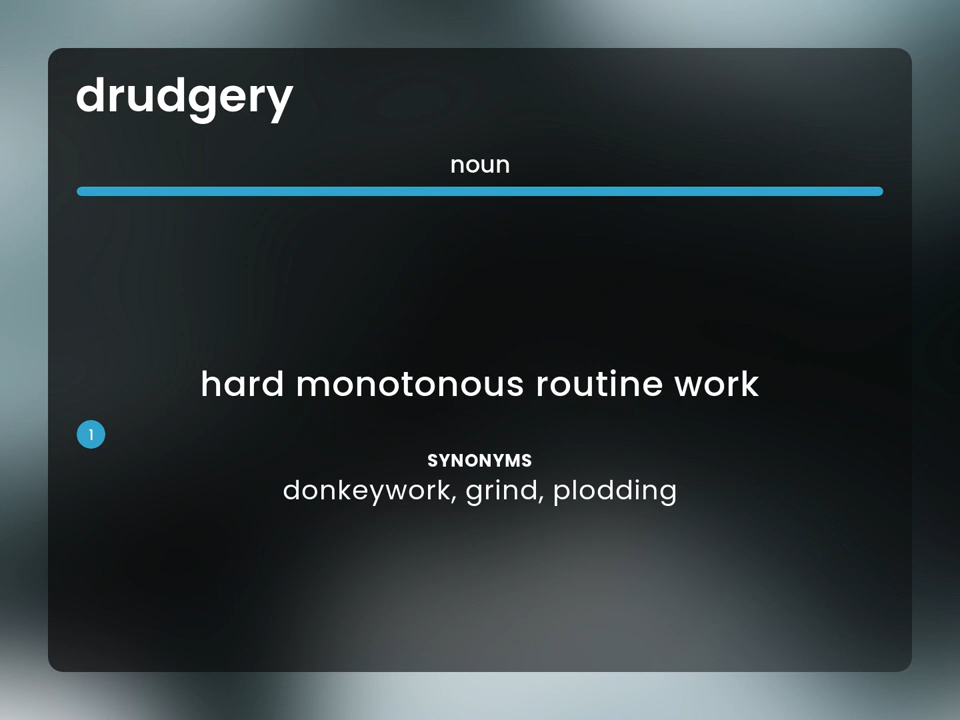 drudgery
noun
hard monotonous routine work
1
SYNONYMS
donkeywork, grind, plodding